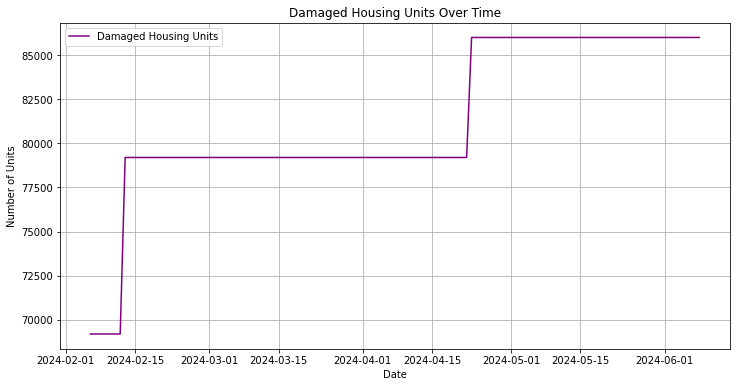 Damaged Housing Units Over Time
Damaged Housing Units
85000
82500
80000
77500
75000
72500
70000
Number of Units
2024-02-01 2024-02-15 2024-03-01 2024-03-15 2024-04-01 2024-04-15 2024-05-01 2024-05-15 2024-06-01
Date